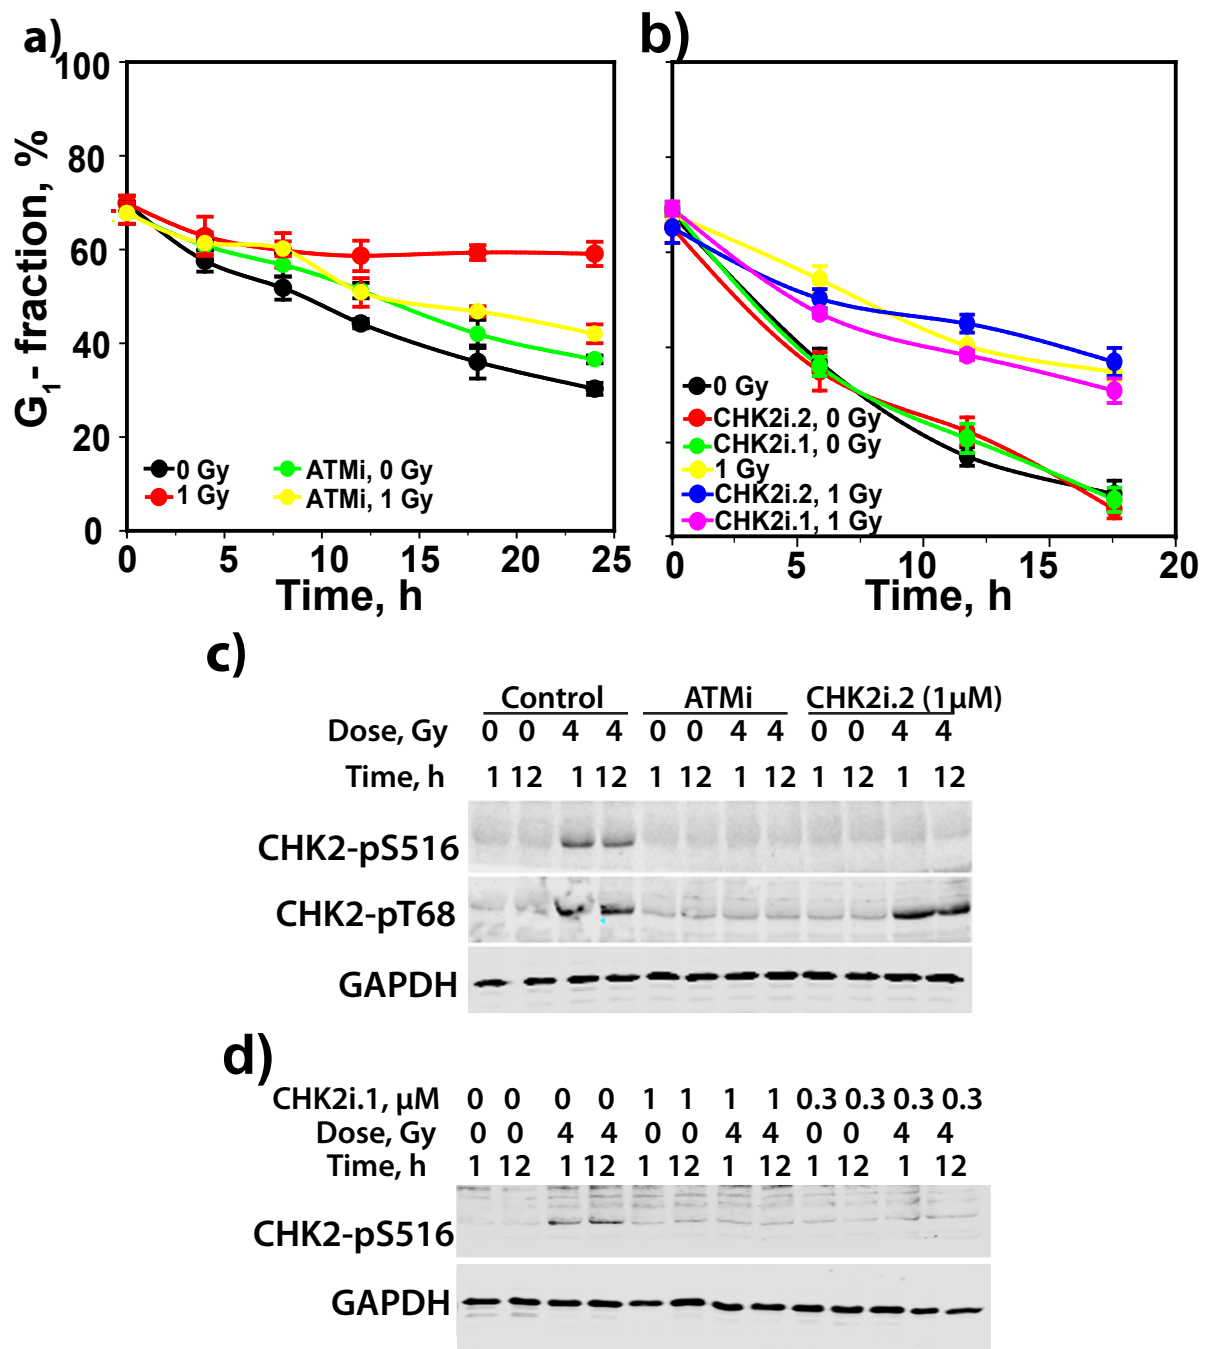 a)
b)
100
80
60
40
20
0
G1- fraction, %
0 Gy
1 Gy
ATMi, 0 Gy
ATMi, 1 Gy
0 5 10 15 20 25
Time, h
0 Gy
CHK2i.2, 0 Gy
CHK2i.1, 0 Gy
1 Gy
CHK2i.2, 1 Gy
CHK2i.1, 1 Gy
0 5 10 15 20
Time, h
c)
Control ATMi CHK2i.2 (1μM)
Dose, Gy 0 0 4 4 0 0 4 4 0 0 4 4
Time, h 1 12 1 12 1 12 1 12 1 12 1 12
CHK2-pS516
CHK2-pT68
GAPDH
d)
CHK2i.1, μM 0 0 0 0 1 1 1 1 0.3 0.3 0.3 0.3
Dose, Gy 0 0 4 4 0 0 4 4 0 0 4 4
Time, h 1 12 1 12 1 12 1 12 1 12 1 12
CHK2-pS516
GAPDH